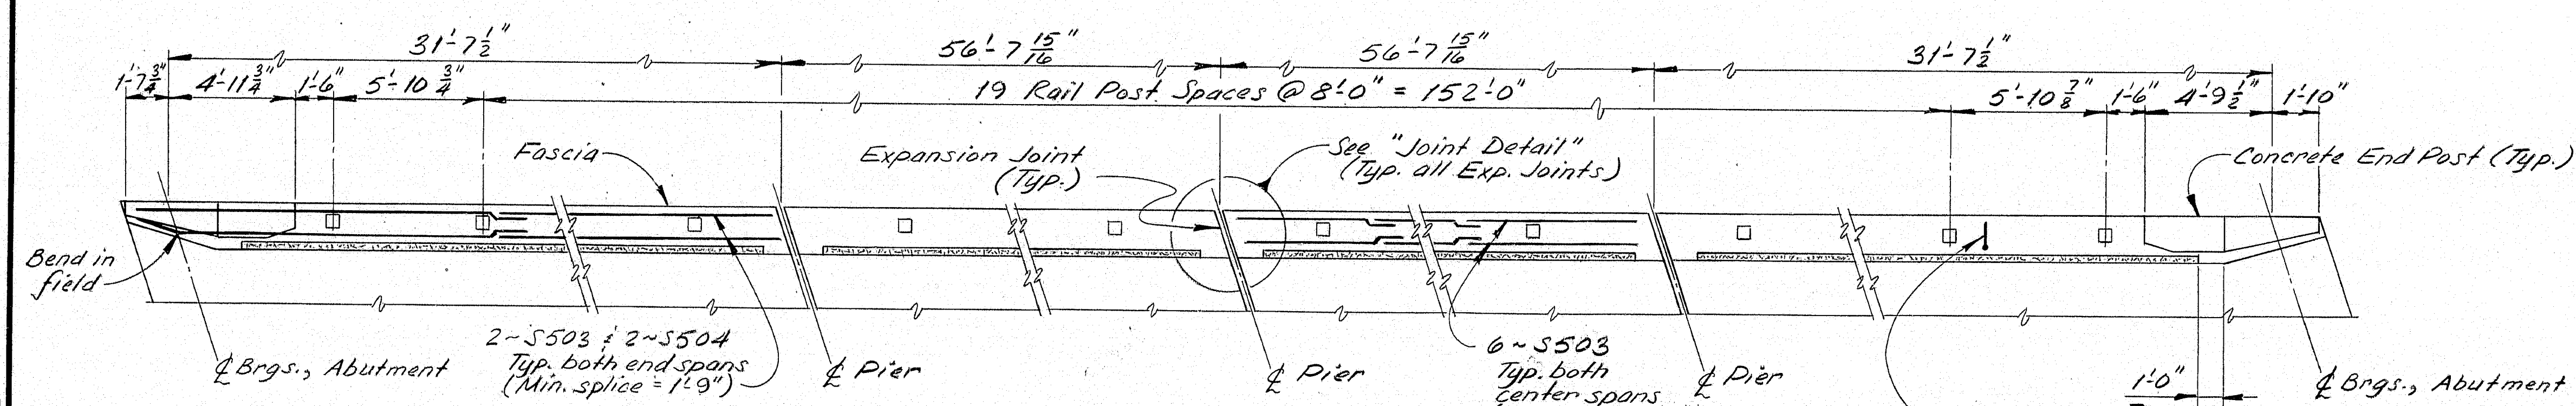 31'-7 1/2"
56'-7 15/16"
56'-7 15/16"
31'-7 1/2"
1'-7 3/4"
4'-11 3/4"
1'-6"
5'-10 3/4"
19 Rail Post Spaces @ 8'-0" = 152'-0"
5'-10 7/8"
1'-6"
4'-9 1/2"
1'-10"
Fascia
Expansion Joint
(Typ.)
See "Joint Detail"
(Typ. all Exp. Joints)
Concrete End Post (Typ.)
Bend in
field
2~S503 & 2~S504
Typ. both end spans
(Min. splice = 1'-9")
℄ Brgs., Abutment
℄ Pier
℄ Pier
6~S503
Typ. both
center spans
℄ Pier
1'-0"
℄ Brgs., Abutment